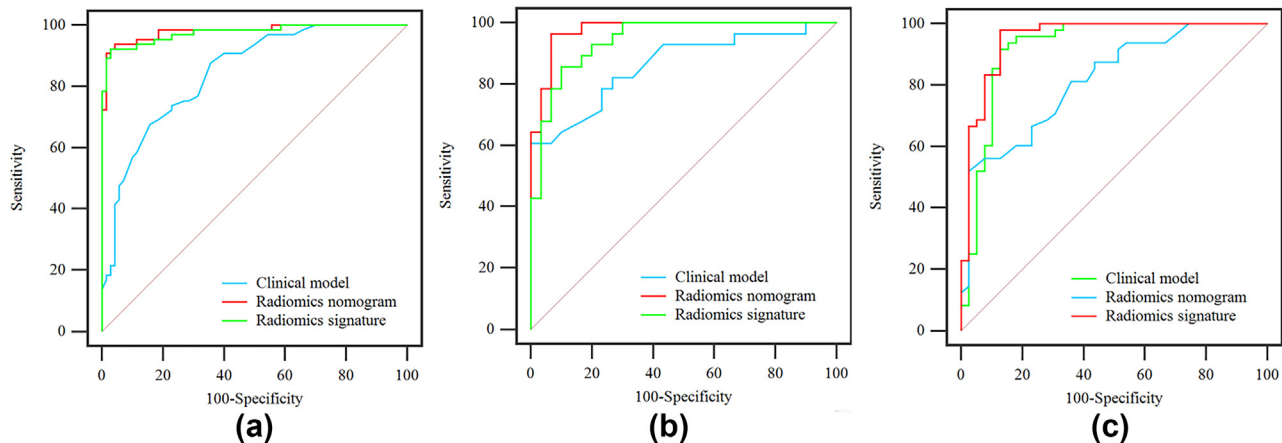 100
80
60
40
20
0
Sensitivity
Clinical model
Radiomics nomogram
Radiomics signature
0 20 40 60 80 100
100-Specificity
(a)
100
80
60
40
20
0
Sensitivity
Clinical model
Radiomics nomogram
Radiomics signature
0 20 40 60 80 100
100-Specificity
(b)
100
80
60
40
20
0
Sensitivity
Clinical model
Radiomics nomogram
Radiomics signature
0 20 40 60 80 100
100-Specificity
(c)